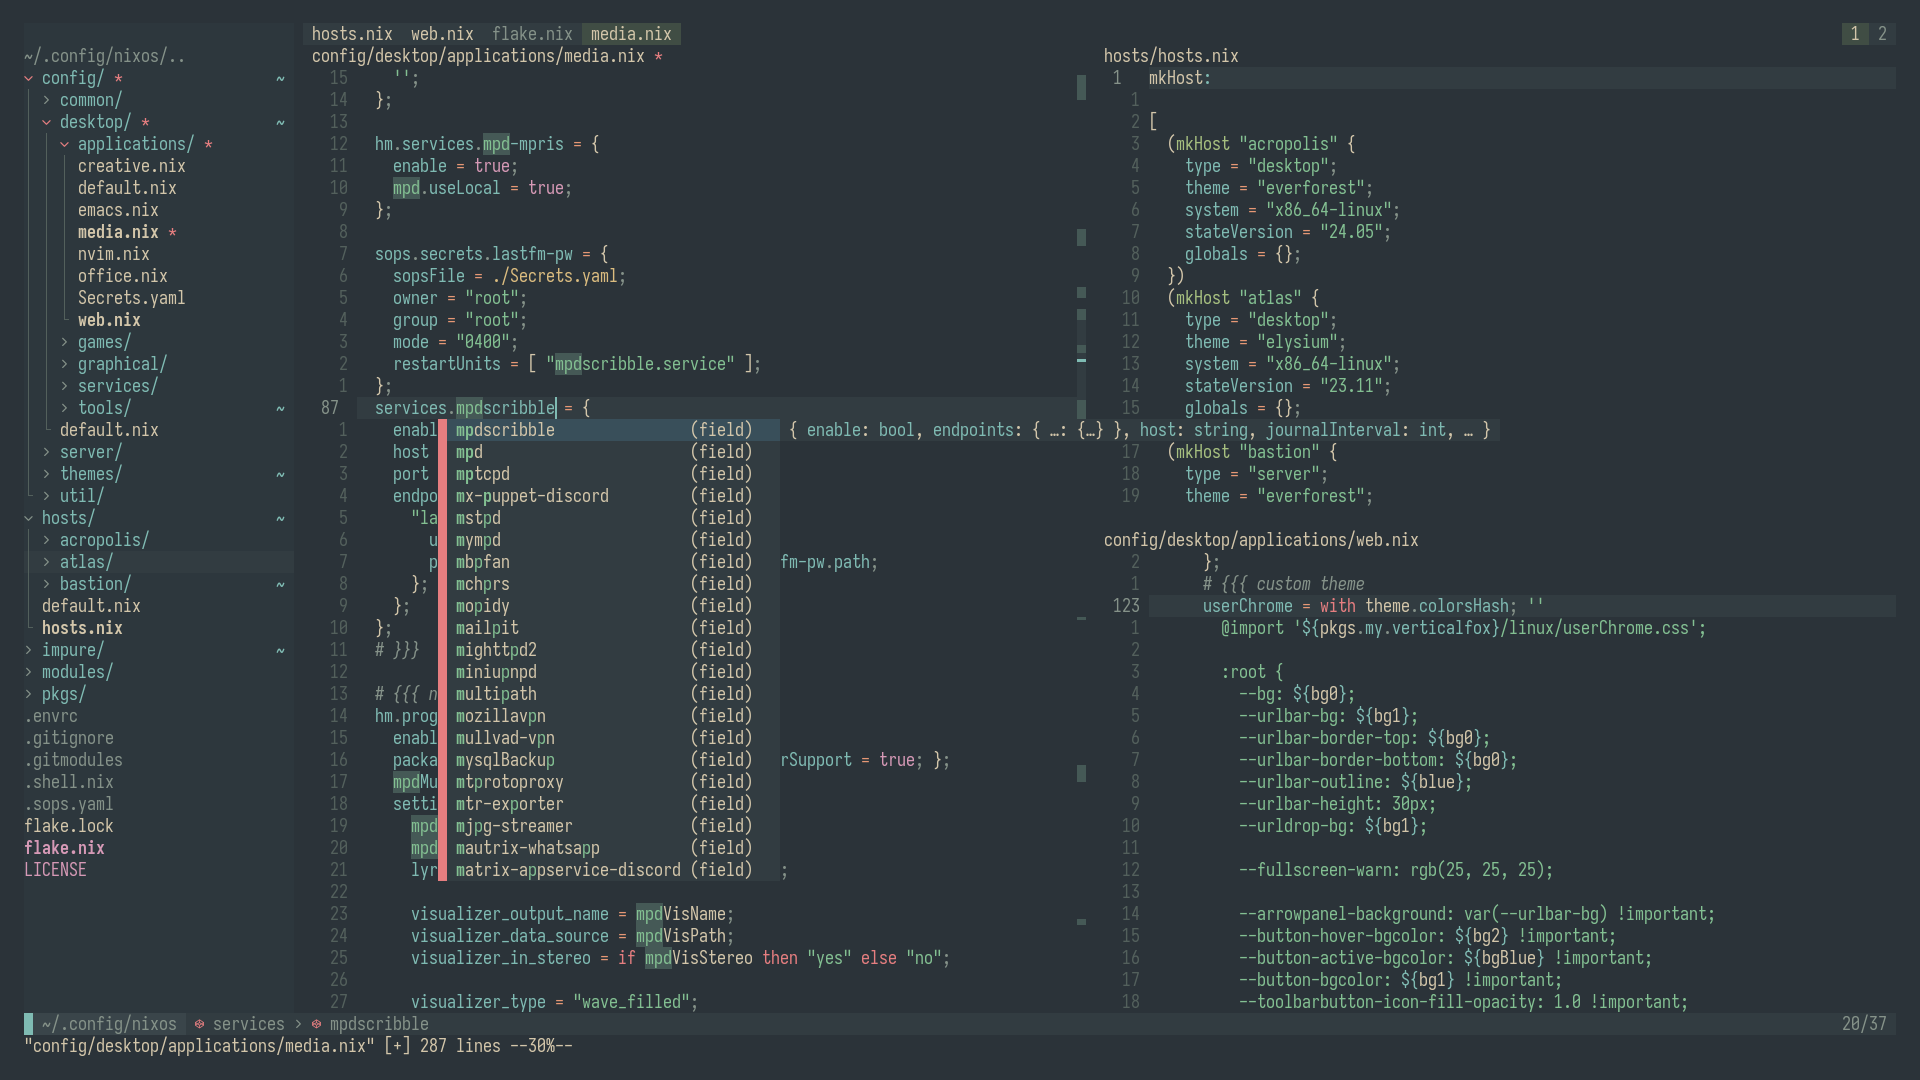 hosts.nix web.nix flake.nix media.nix 1 2
~/.config/nixos/..
config/ * ~
common/
desktop/ * ~
applications/ *
creative.nix
default.nix
emacs.nix
media.nix *
nvim.nix
office.nix
Secrets.yaml
web.nix
games/
graphical/
services/
tools/ ~
default.nix
server/
themes/ ~
util/
hosts/ ~
acropolis/
atlas/
bastion/ ~
default.nix
hosts.nix
impure/ ~
modules/
pkgs/
.envrc
.gitignore
.gitmodules
.shell.nix
.sops.yaml
flake.lock
flake.nix
LICENSE
config/desktop/applications/media.nix *
15 '';
14 };
13
12 hm.services.mpd-mpris = {
11 enable = true;
10 mpd.useLocal = true;
9 };
8
7 sops.secrets.lastfm-pw = {
6 sopsFile = ./Secrets.yaml;
5 owner = "root";
4 group = "root";
3 mode = "0400";
2 restartUnits = [ "mpdscribble.service" ];
1 };
87 services.mpdscribble = {
1 enabl
2 host
3 port
4 endpo
5 "la
6 u
7 p fm-pw.path;
8 };
9 };
10 };
11 # }}}
12
13 # {{{ n
14 hm.prog
15 enabl
16 packa rSupport = true; };
17 mpdMu
18 setti
19 mpd
20 mpd
21 lyr ;
22
23 visualizer_output_name = mpdVisName;
24 visualizer_data_source = mpdVisPath;
25 visualizer_in_stereo = if mpdVisStereo then "yes" else "no";
26
27 visualizer_type = "wave_filled";
mpdscribble (field) { enable: bool, endpoints: { …: {…} }, host: string, journalInterval: int, … }
mpd (field)
mptcpd (field)
mx-puppet-discord (field)
mstpd (field)
mympd (field)
mbpfan (field)
mchprs (field)
mopidy (field)
mailpit (field)
mighttpd2 (field)
miniupnpd (field)
multipath (field)
mozillavpn (field)
mullvad-vpn (field)
mysqlBackup (field)
mtprotoproxy (field)
mtr-exporter (field)
mjpg-streamer (field)
mautrix-whatsapp (field)
matrix-appservice-discord (field)
hosts/hosts.nix
1 mkHost:
1
2 [
3 (mkHost "acropolis" {
4 type = "desktop";
5 theme = "everforest";
6 system = "x86_64-linux";
7 stateVersion = "24.05";
8 globals = {};
9 })
10 (mkHost "atlas" {
11 type = "desktop";
12 theme = "elysium";
13 system = "x86_64-linux";
14 stateVersion = "23.11";
15 globals = {};
17 (mkHost "bastion" {
18 type = "server";
19 theme = "everforest";
config/desktop/applications/web.nix
2 };
1 # {{{ custom theme
123 userChrome = with theme.colorsHash; ''
1 @import '${pkgs.my.verticalfox}/linux/userChrome.css';
2
3 :root {
4 --bg: ${bg0};
5 --urlbar-bg: ${bg1};
6 --urlbar-border-top: ${bg0};
7 --urlbar-border-bottom: ${bg0};
8 --urlbar-outline: ${blue};
9 --urlbar-height: 30px;
10 --urldrop-bg: ${bg1};
11
12 --fullscreen-warn: rgb(25, 25, 25);
13
14 --arrowpanel-background: var(--urlbar-bg) !important;
15 --button-hover-bgcolor: ${bg2} !important;
16 --button-active-bgcolor: ${bgBlue} !important;
17 --button-bgcolor: ${bg1} !important;
18 --toolbarbutton-icon-fill-opacity: 1.0 !important;
~/.config/nixos services > mpdscribble 20/37
"config/desktop/applications/media.nix" [+] 287 lines --30%--